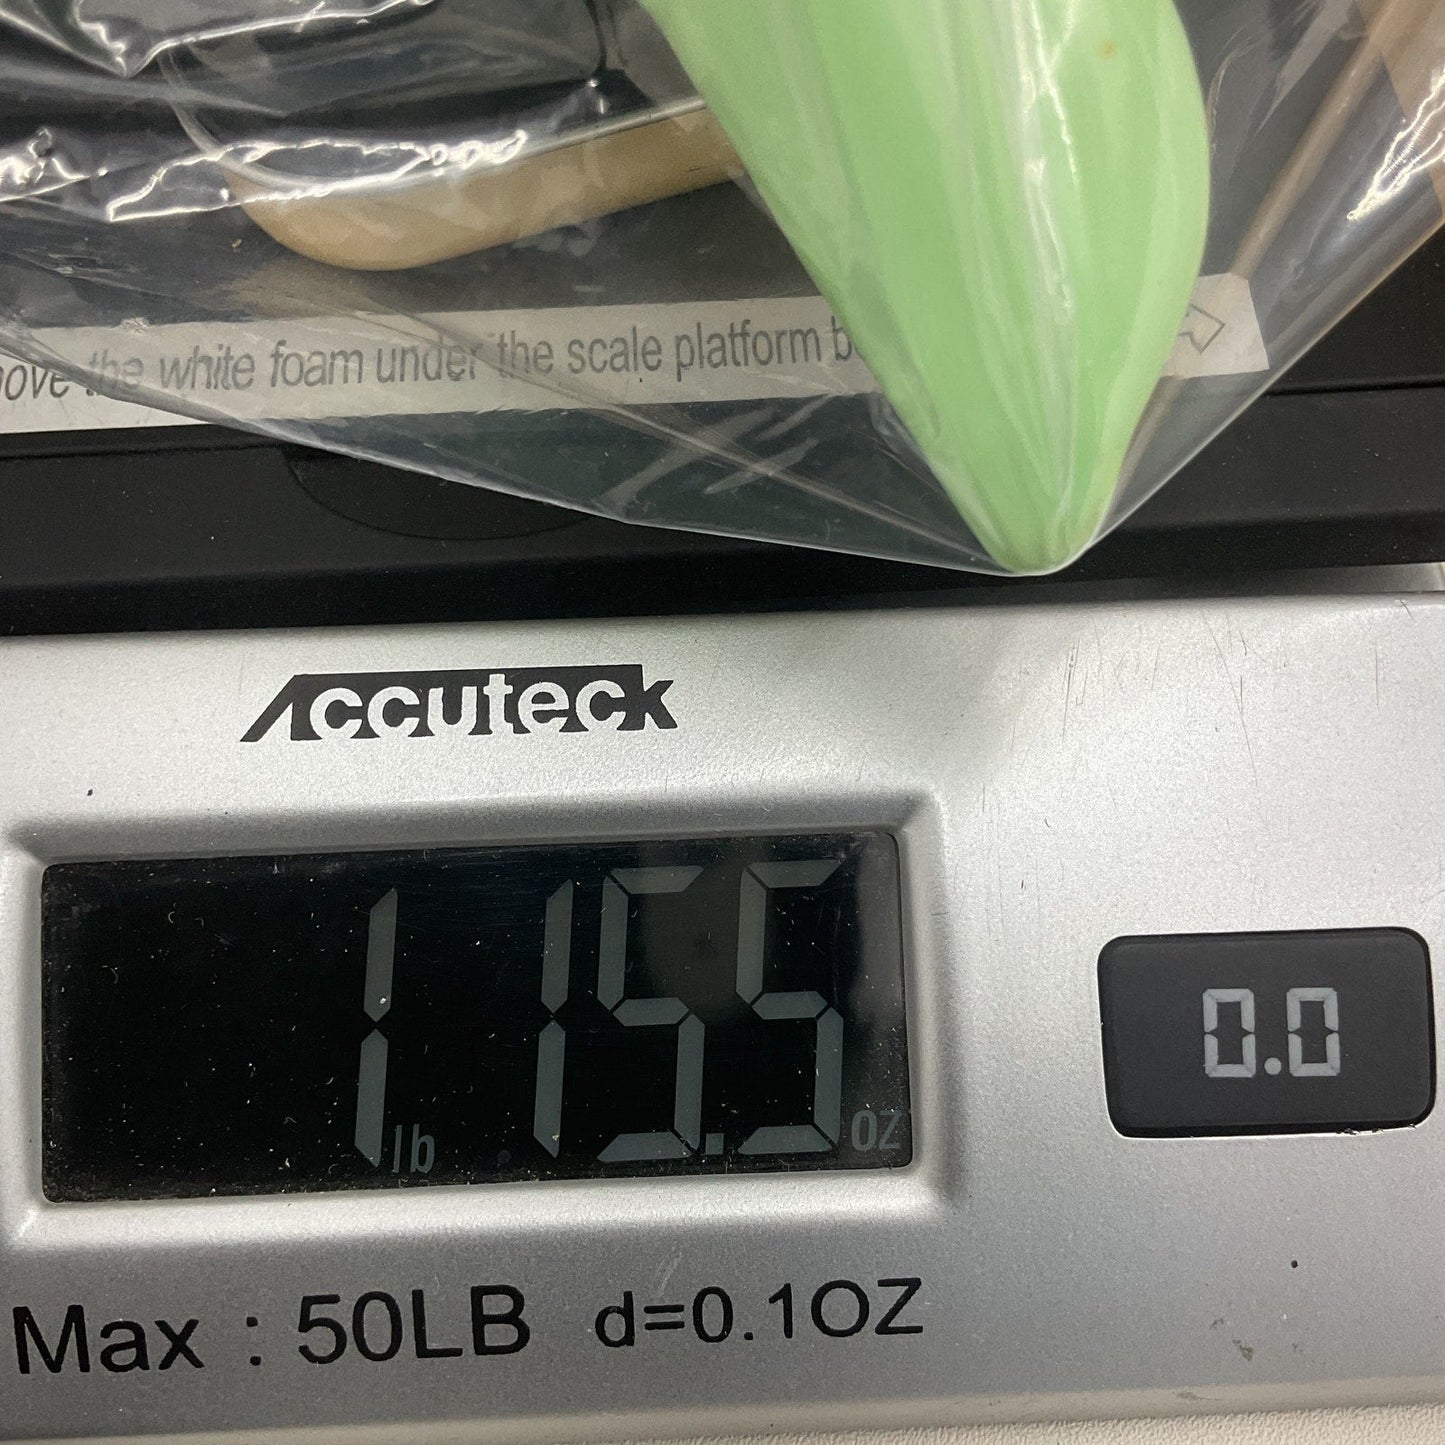 the white foam under the scale platform
Accuteck
1 lb 15.5 oz
0.0
Max : 50LB d=0.1OZ